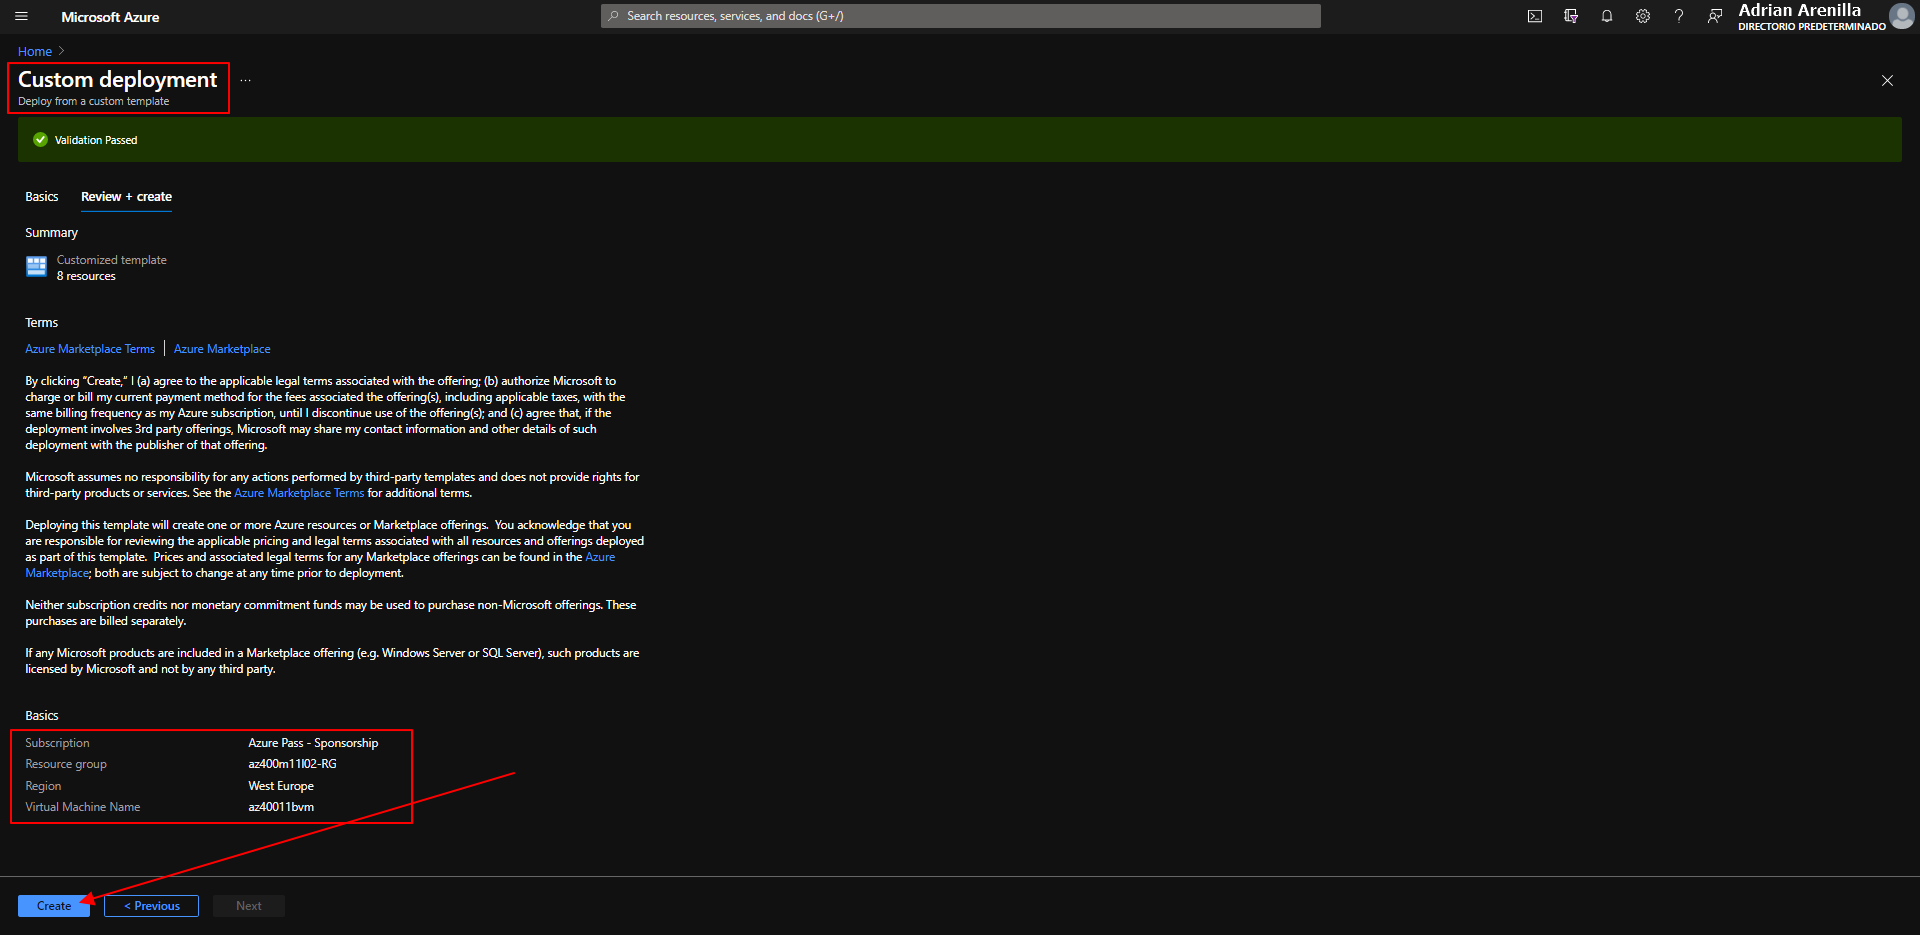 Microsoft Azure
Search resources, services, and docs (G+/)
Adrian Arenilla
DIRECTORIO PREDETERMINADO
Home
Custom deployment
Deploy from a custom template
Validation Passed
Basics
Review + create
Summary
Customized template
8 resources
Terms
Azure Marketplace Terms
Azure Marketplace
By clicking "Create," I (a) agree to the applicable legal terms associated with the offering; (b) authorize Microsoft to
charge or bill my current payment method for the fees associated the offering(s), including applicable taxes, with the
same billing frequency as my Azure subscription, until I discontinue use of the offering(s); and (c) agree that, if the
deployment involves 3rd party offerings, Microsoft may share my contact information and other details of such
deployment with the publisher of that offering.
Microsoft assumes no responsibility for any actions performed by third-party templates and does not provide rights for
third-party products or services. See the Azure Marketplace Terms for additional terms.
Deploying this template will create one or more Azure resources or Marketplace offerings. You acknowledge that you
are responsible for reviewing the applicable pricing and legal terms associated with all resources and offerings deployed
as part of this template. Prices and associated legal terms for any Marketplace offerings can be found in the Azure
Marketplace; both are subject to change at any time prior to deployment.
Neither subscription credits nor monetary commitment funds may be used to purchase non-Microsoft offerings. These
purchases are billed separately.
If any Microsoft products are included in a Marketplace offering (e.g. Windows Server or SQL Server), such products are
licensed by Microsoft and not by any third party.
Basics
Subscription Azure Pass - Sponsorship
Resource group az400m11l02-RG
Region West Europe
Virtual Machine Name az40011bvm
Create
< Previous
Next